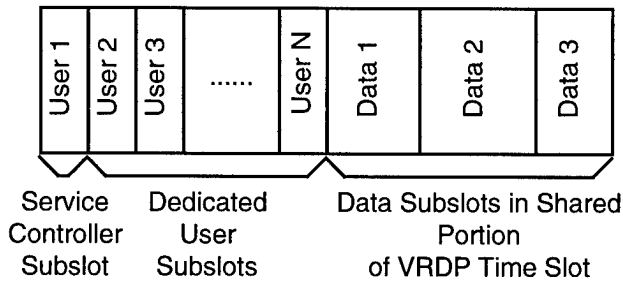 User 1
User 2
User 3
......
User N
Data 1
Data 2
Data 3
Service
Controller
Subslot
Dedicated
User
Subslots
Data Subslots in Shared
Portion
of VRDP Time Slot